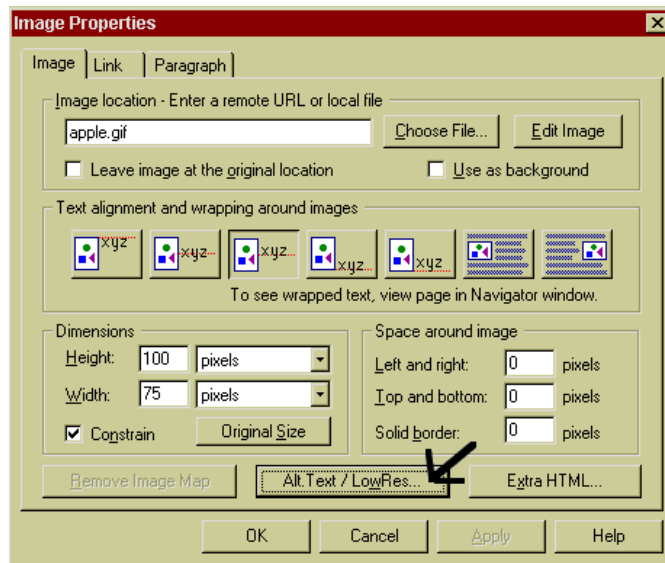 Image Properties
Image Link Paragraph
Image location - Enter a remote URL or local file
apple.gif Choose File... Edit Image
Leave image at the original location Use as background
Text alignment and wrapping around images
xyz xyz xyz xyz xyz
To see wrapped text, view page in Navigator window.
Dimensions Space around image
Height: 100 pixels Left and right: 0 pixels
Width: 75 pixels Top and bottom: 0 pixels
Constrain Original Size Solid border: 0 pixels
Remove Image Map Alt.Text / LowRes... Extra HTML...
OK Cancel Apply Help